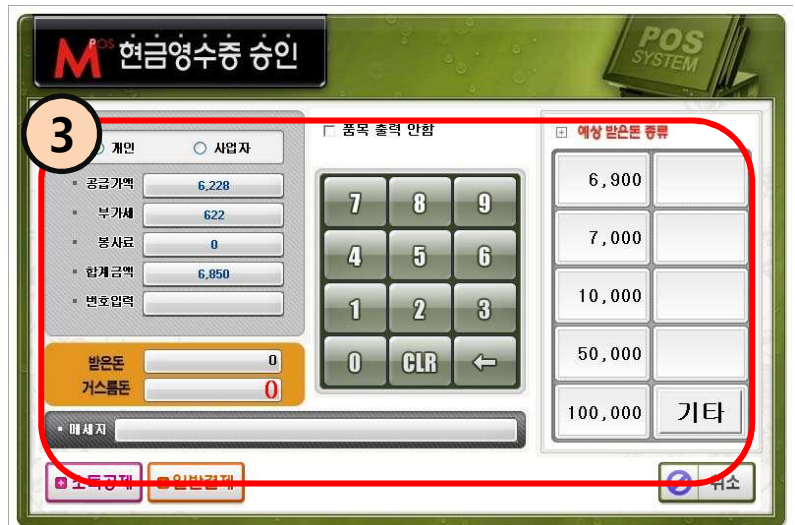 MPOS 현금영수증 승인
POS
SYSTEM
3
개인
사업자
품목 출력 안함
예상 받은돈 종류
공급가액 6,228
부가세 622
봉사료 0
합계금액 6,850
번호입력
7 8 9
4 5 6
1 2 3
0 CLR ←
6,900
7,000
10,000
50,000
100,000 기타
받은돈 0
거스름돈 0
메세지
소득공제
일반결제
취소